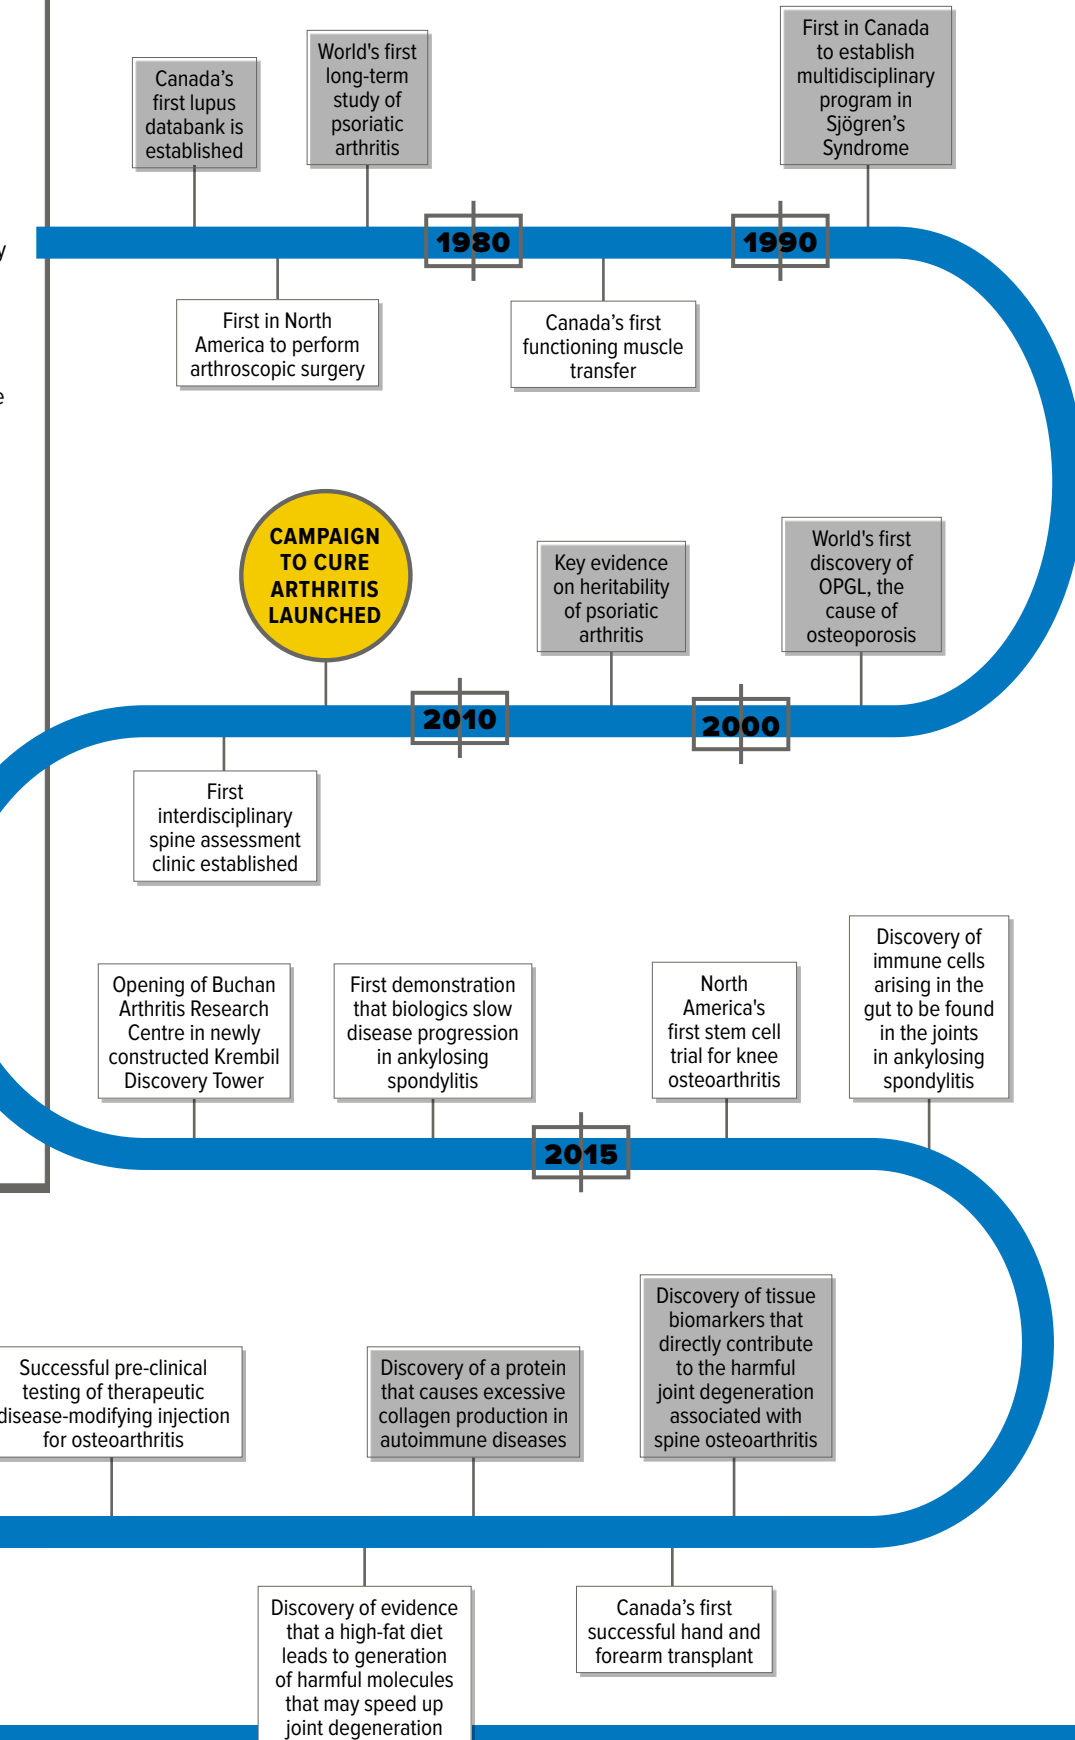 Canada's
first lupus
databank is
established
World's first
long-term
study of
psoriatic
arthritis
First in Canada
to establish
multidisciplinary
program in
Sjögren's
Syndrome
y
1980
1990
First in North
America to perform
arthroscopic surgery
Canada's first
functioning muscle
transfer
e
CAMPAIGN
TO CURE
ARTHRITIS
LAUNCHED
Key evidence
on heritability
of psoriatic
arthritis
World's first
discovery of
OPGL, the
cause of
osteoporosis
2010
2000
First
interdisciplinary
spine assessment
clinic established
Opening of Buchan
Arthritis Research
Centre in newly
constructed Krembil
Discovery Tower
First demonstration
that biologics slow
disease progression
in ankylosing
spondylitis
North
America's
first stem cell
trial for knee
osteoarthritis
Discovery of
immune cells
arising in the
gut to be found
in the joints
in ankylosing
spondylitis
2015
Successful pre-clinical
testing of therapeutic
disease-modifying injection
for osteoarthritis
Discovery of a protein
that causes excessive
collagen production in
autoimmune diseases
Discovery of tissue
biomarkers that
directly contribute
to the harmful
joint degeneration
associated with
spine osteoarthritis
Discovery of evidence
that a high-fat diet
leads to generation
of harmful molecules
that may speed up
joint degeneration
Canada's first
successful hand and
forearm transplant